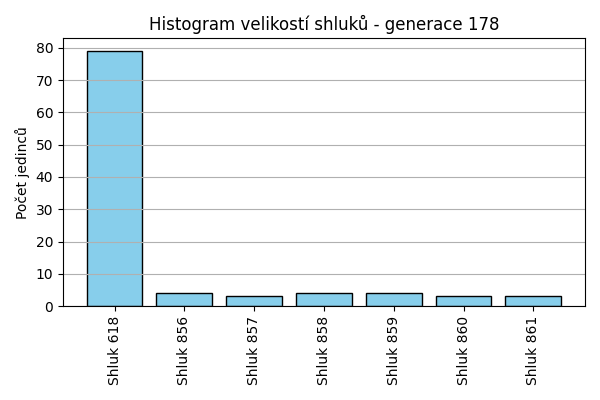 Histogram velikostí shluků - generace 178
Počet jedinců
80
70
60
50
40
30
20
10
0
Shluk 618
Shluk 856
Shluk 857
Shluk 858
Shluk 859
Shluk 860
Shluk 861